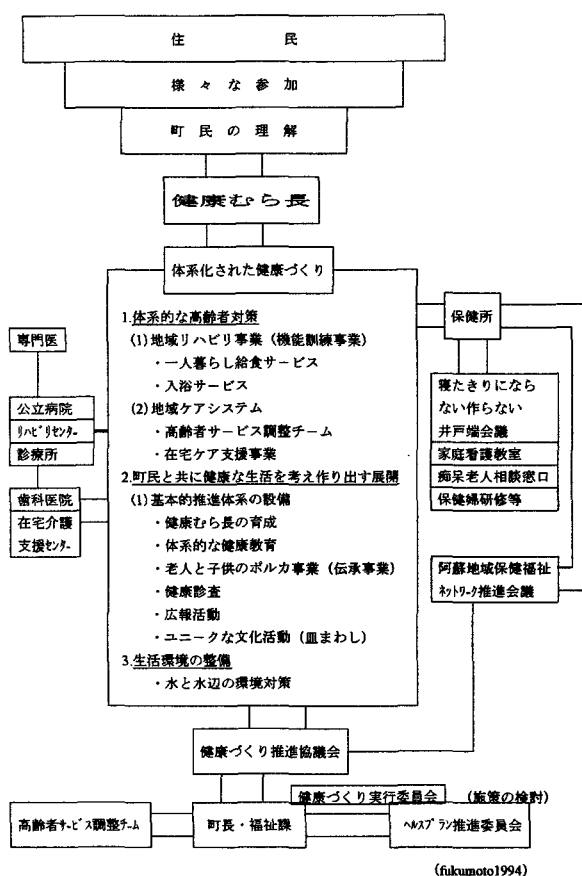 住　　　民
様 々 な 参 加
町 民 の 理 解
健康むら長
体系化された健康づくり
1.体系的な高齢者対策
(1)地域リハビリ事業（機能訓練事業）
・一人暮らし給食サービス
・入浴サービス
(2)地域ケアシステム
・高齢者サービス調整チーム
・在宅ケア支援事業
2.町民と共に健康な生活を考え作り出す展開
(1)基本的推進体系の設備
・健康むら長の育成
・体系的な健康教育
・老人と子供のポルカ事業（伝承事業）
・健康診査
・広報活動
・ユニークな文化活動（皿まわし）
3.生活環境の整備
・水と水辺の環境対策
専門医
公立病院
リハビリセンター
診療所
歯科医院
在宅介護
支援センター
保健所
寝たきりになら
ない作らない
井戸端会議
家庭看護教室
痴呆老人相談窓口
保健婦研修等
阿蘇地域保健福祉
ネットワーク推進会議
健康づくり推進協議会
健康づくり実行委員会　(施策の検討)
高齢者サービス調整チーム
町長・福祉課
ヘルスプラン推進委員会
(fukumoto1994)